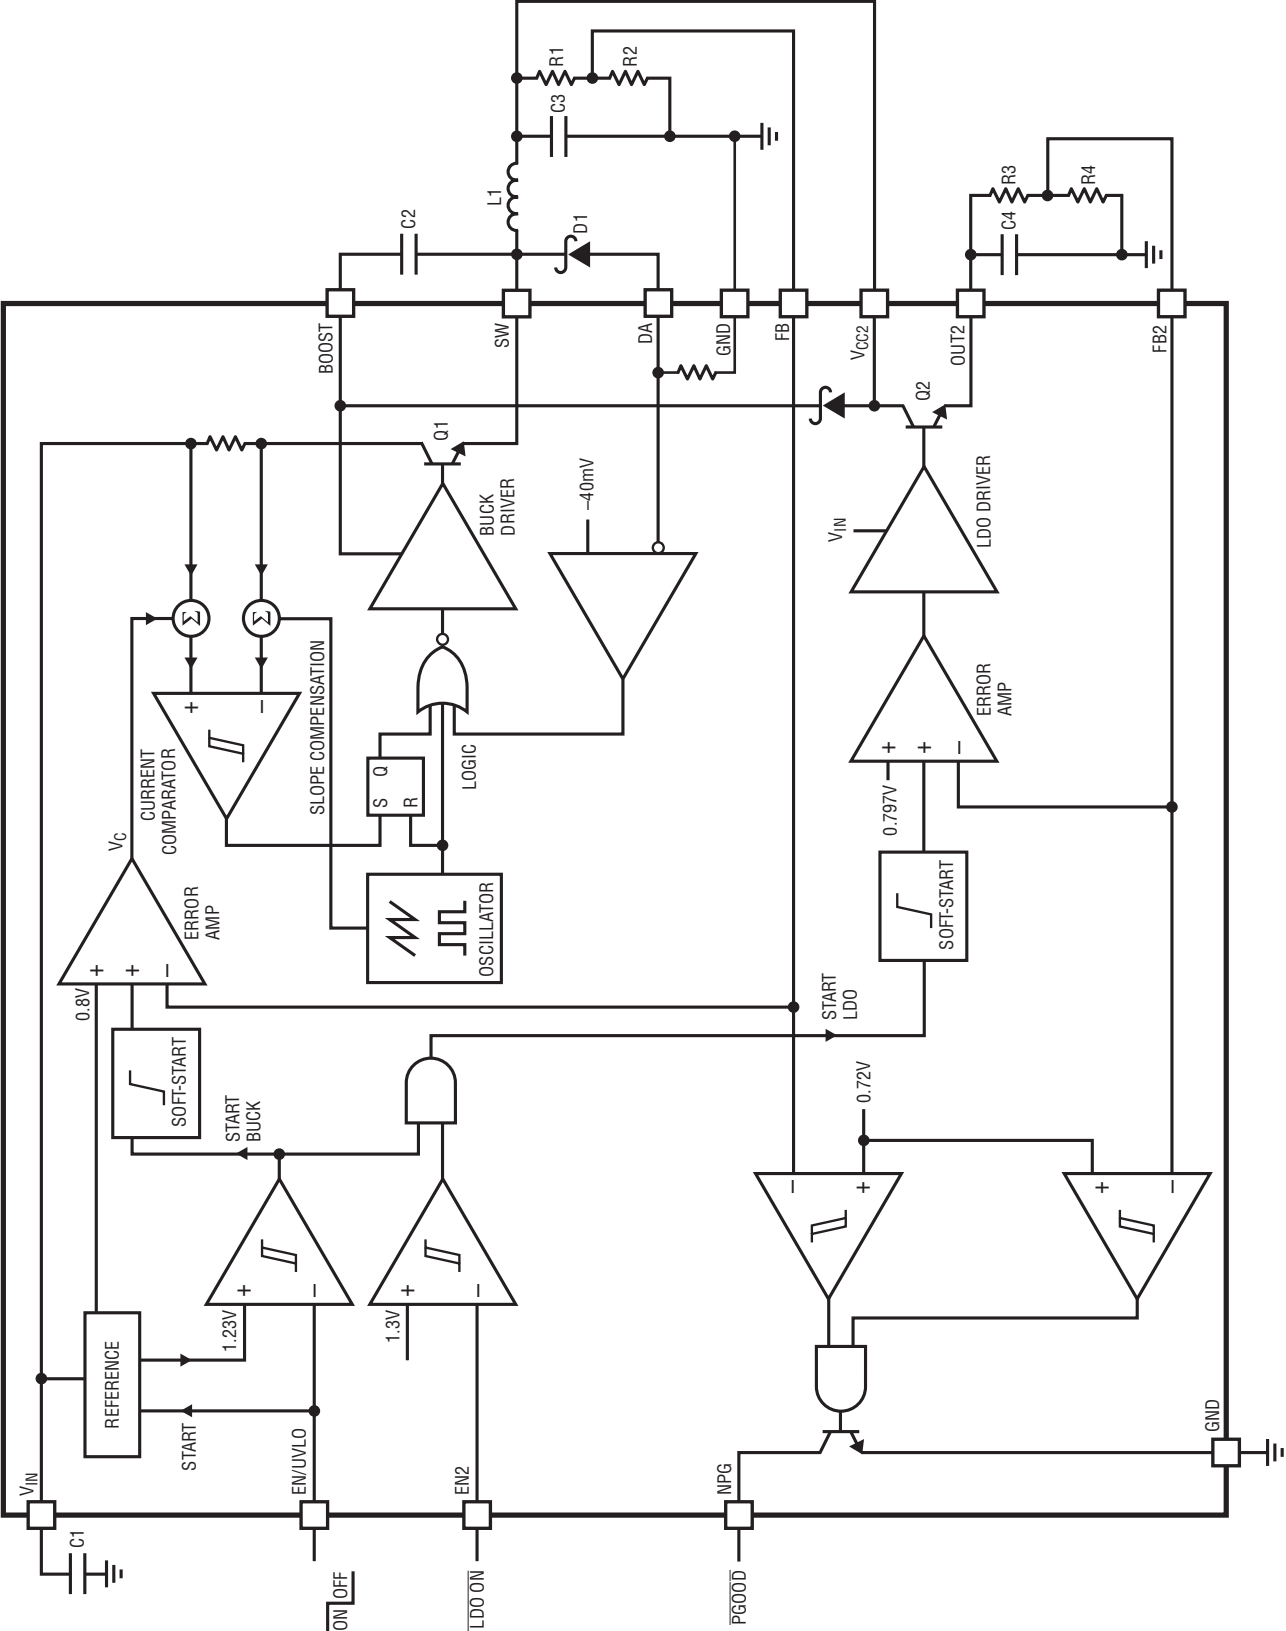 C1
VIN
REFERENCE
START
1.23V
0.8V
+
+
–
SOFT-START
ERROR
AMP
VC
CURRENT
COMPARATOR
+
–
Σ
Σ
START
BUCK
+
–
ON OFF
EN/UVLO
SLOPE COMPENSATION
BOOST
C2
1.3V
+
–
S Q
R
OSCILLATOR
LOGIC
Q1
BUCK
DRIVER
SW
L1
LDO ON
EN2
–40mV
D1
DA
C3
R1
R2
PGOOD
NPG
GND
FB
–
+
0.72V
START
LDO
VIN
VCC2
0.797V
+
+
–
SOFT-START
ERROR
AMP
LDO DRIVER
Q2
OUT2
C4
R3
R4
+
–
FB2
GND